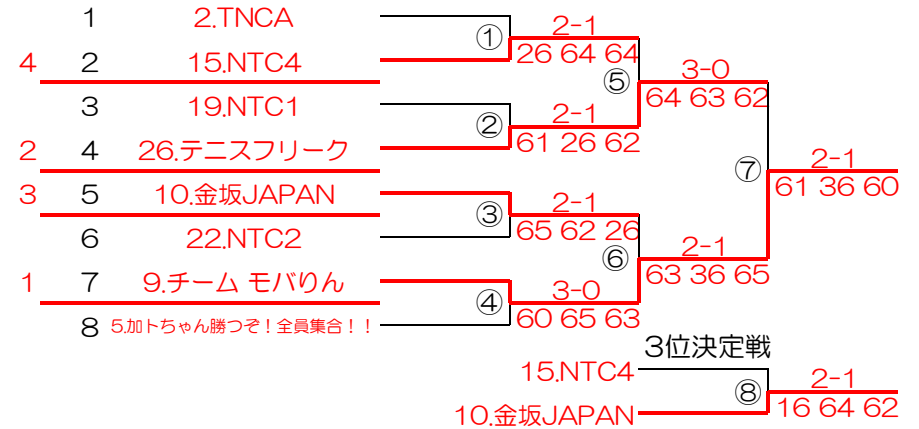 1 2.TNCA
① 2-1
4 2 15.NTC4 26 64 64
⑤ 3-0
3 19.NTC1 64 63 62
② 2-1
2 4 26.テニスフリーク 61 26 62
⑦ 2-1
3 5 10.金坂JAPAN 61 36 60
③ 2-1
6 22.NTC2 65 62 26
⑥ 2-1
1 7 9.チーム モバりん 63 36 65
④ 3-0
8 5.加トちゃん勝つぞ！全員集合！！ 60 65 63
3位決定戦
15.NTC4
⑧ 2-1
10.金坂JAPAN 16 64 62